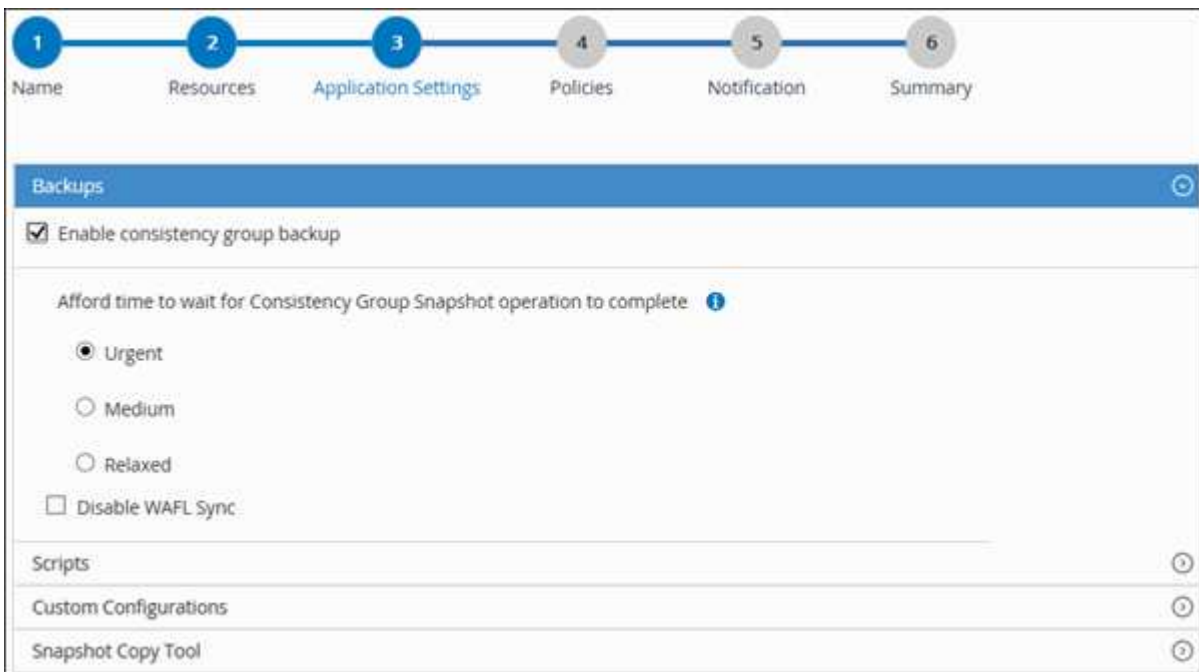 1 2 3 4 5 6
Name Resources Application Settings Policies Notification Summary
Backups
Enable consistency group backup
Afford time to wait for Consistency Group Snapshot operation to complete i
Urgent
Medium
Relaxed
Disable WAFL Sync
Scripts
Custom Configurations
Snapshot Copy Tool